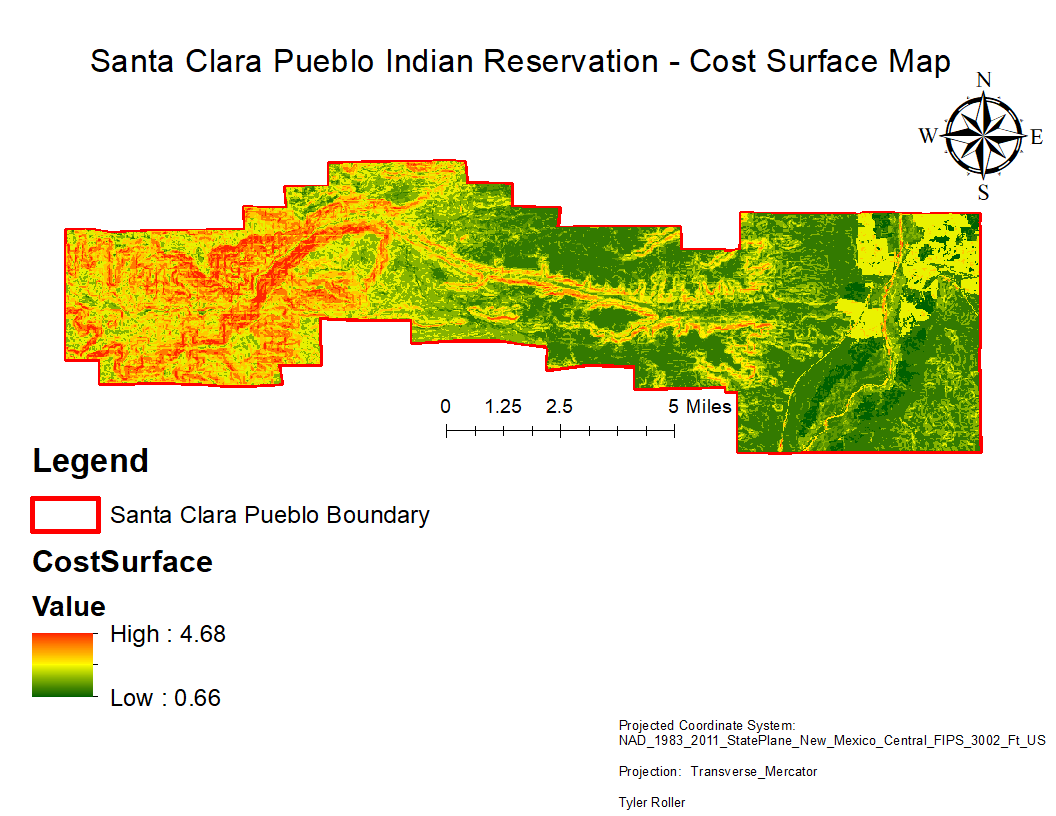 Santa Clara Pueblo Indian Reservation - Cost Surface Map
N
W E
S
0 1.25 2.5 5 Miles
Legend
Santa Clara Pueblo Boundary
CostSurface
Value
High : 4.68
Low : 0.66
Projected Coordinate System:
NAD_1983_2011_StatePlane_New_Mexico_Central_FIPS_3002_Ft_US
Projection: Transverse_Mercator
Tyler Roller